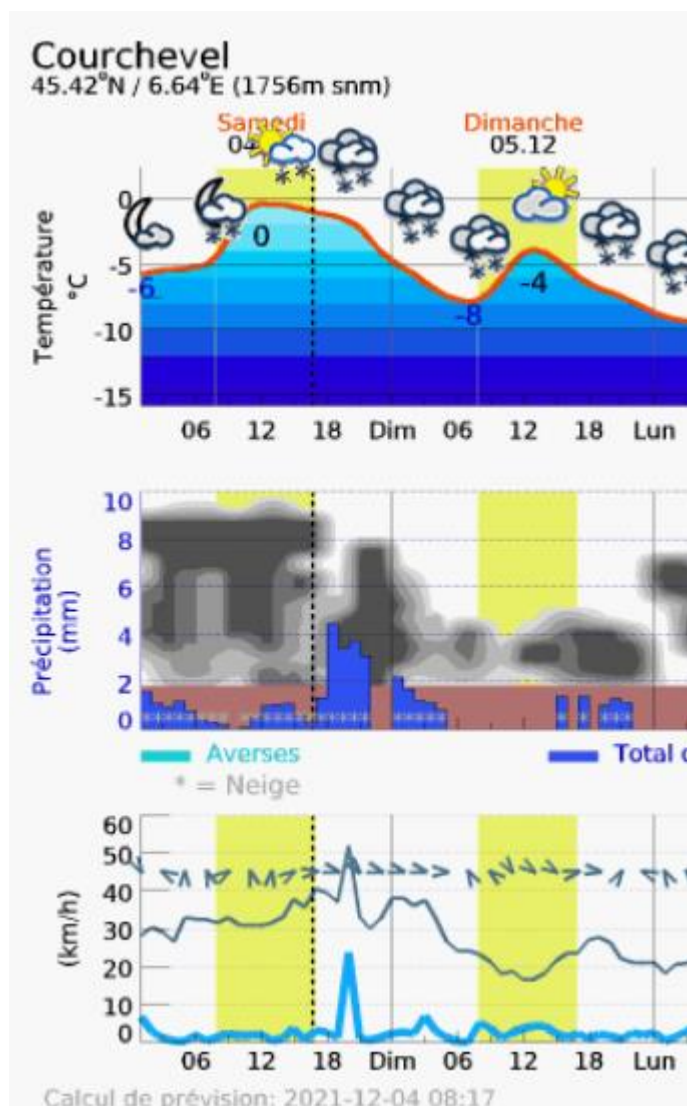 Courchevel
45.42°N / 6.64°E (1756m snm)
Samedi Dimanche
04 05.12
Température
°C
0
-5
-10
-15
-6
0
-8
-4
06 12 18 Dim 06 12 18 Lun
Précipitation
(mm)
10
8
6
4
2
0
Averses Total
* = Neige
(km/h)
60
50
40
30
20
10
0
06 12 18 Dim 06 12 18 Lun
Calcul de prévision: 2021-12-04 08:17